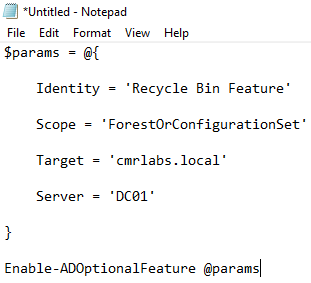 *Untitled - Notepad
File Edit Format View Help
$params = @{
Identity = 'Recycle Bin Feature'
Scope = 'ForestOrConfigurationSet'
Target = 'cmrlabs.local'
Server = 'DC01'
}
Enable-ADOptionalFeature @params